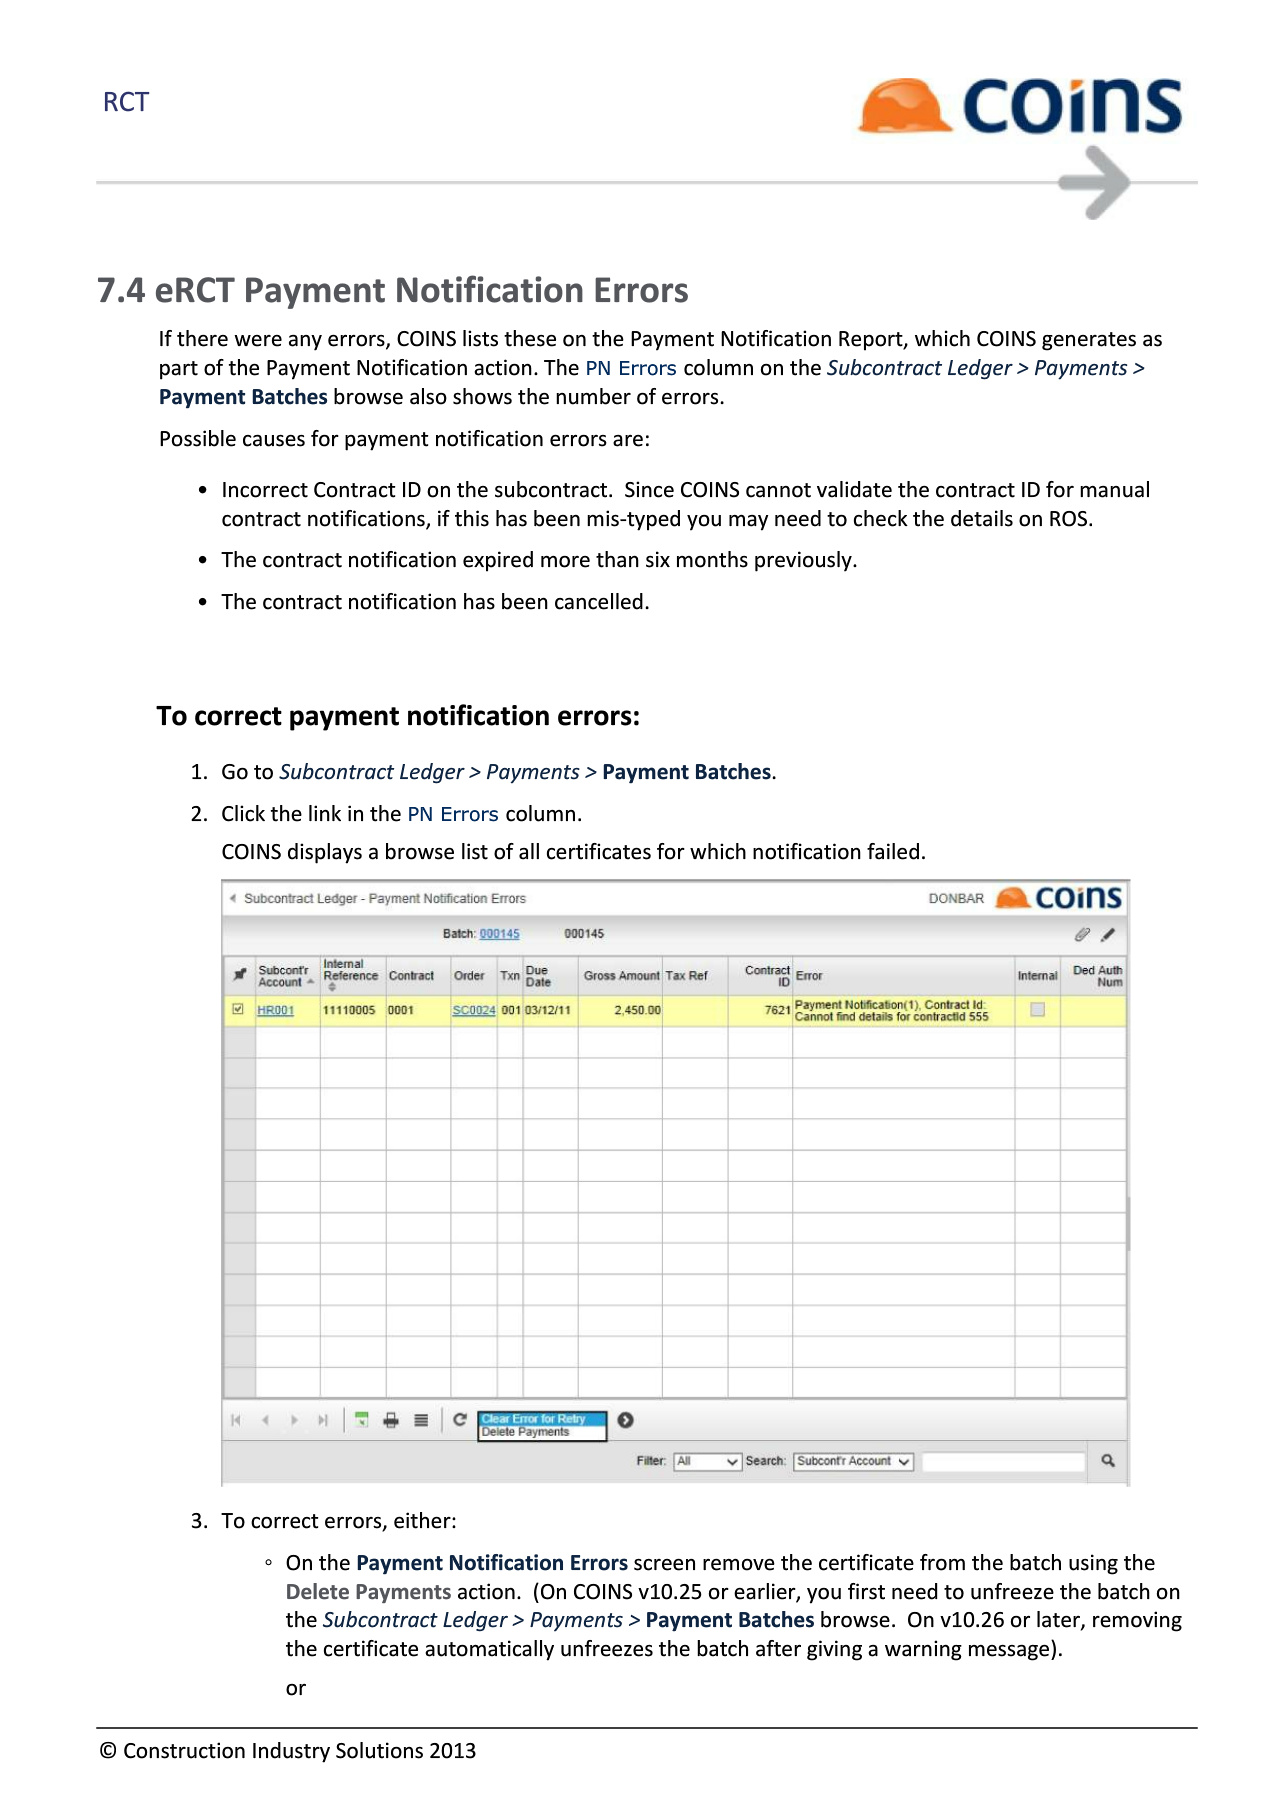 RCT
coins
7.4 eRCT Payment Notification Errors
If there were any errors, COINS lists these on the Payment Notification Report, which COINS generates as
part of the Payment Notification action. The PN Errors column on the Subcontract Ledger > Payments >
Payment Batches browse also shows the number of errors.
Possible causes for payment notification errors are:
• Incorrect Contract ID on the subcontract.  Since COINS cannot validate the contract ID for manual
contract notifications, if this has been mis-typed you may need to check the details on ROS.
• The contract notification expired more than six months previously.
• The contract notification has been cancelled.
To correct payment notification errors:
1. Go to Subcontract Ledger > Payments > Payment Batches.
2. Click the link in the PN Errors column.
COINS displays a browse list of all certificates for which notification failed.
Subcontract Ledger - Payment Notification Errors DONBAR coins
Batch: 000145 000145
Subcont'r Account Internal Reference Contract Order Txn Due Date Gross Amount Tax Ref Contract ID Error Internal Ded Auth Num
HR001 11110005 0001 SC0024 001 03/12/11 2,450.00 7621 Payment Notification(1), Contract Id:
Cannot find details for contractId 555
Clear Error for Retry
Delete Payments
Filter: All Search: Subcont'r Account
3. To correct errors, either:
◦ On the Payment Notification Errors screen remove the certificate from the batch using the
Delete Payments action.  (On COINS v10.25 or earlier, you first need to unfreeze the batch on
the Subcontract Ledger > Payments > Payment Batches browse.  On v10.26 or later, removing
the certificate automatically unfreezes the batch after giving a warning message).
or
© Construction Industry Solutions 2013